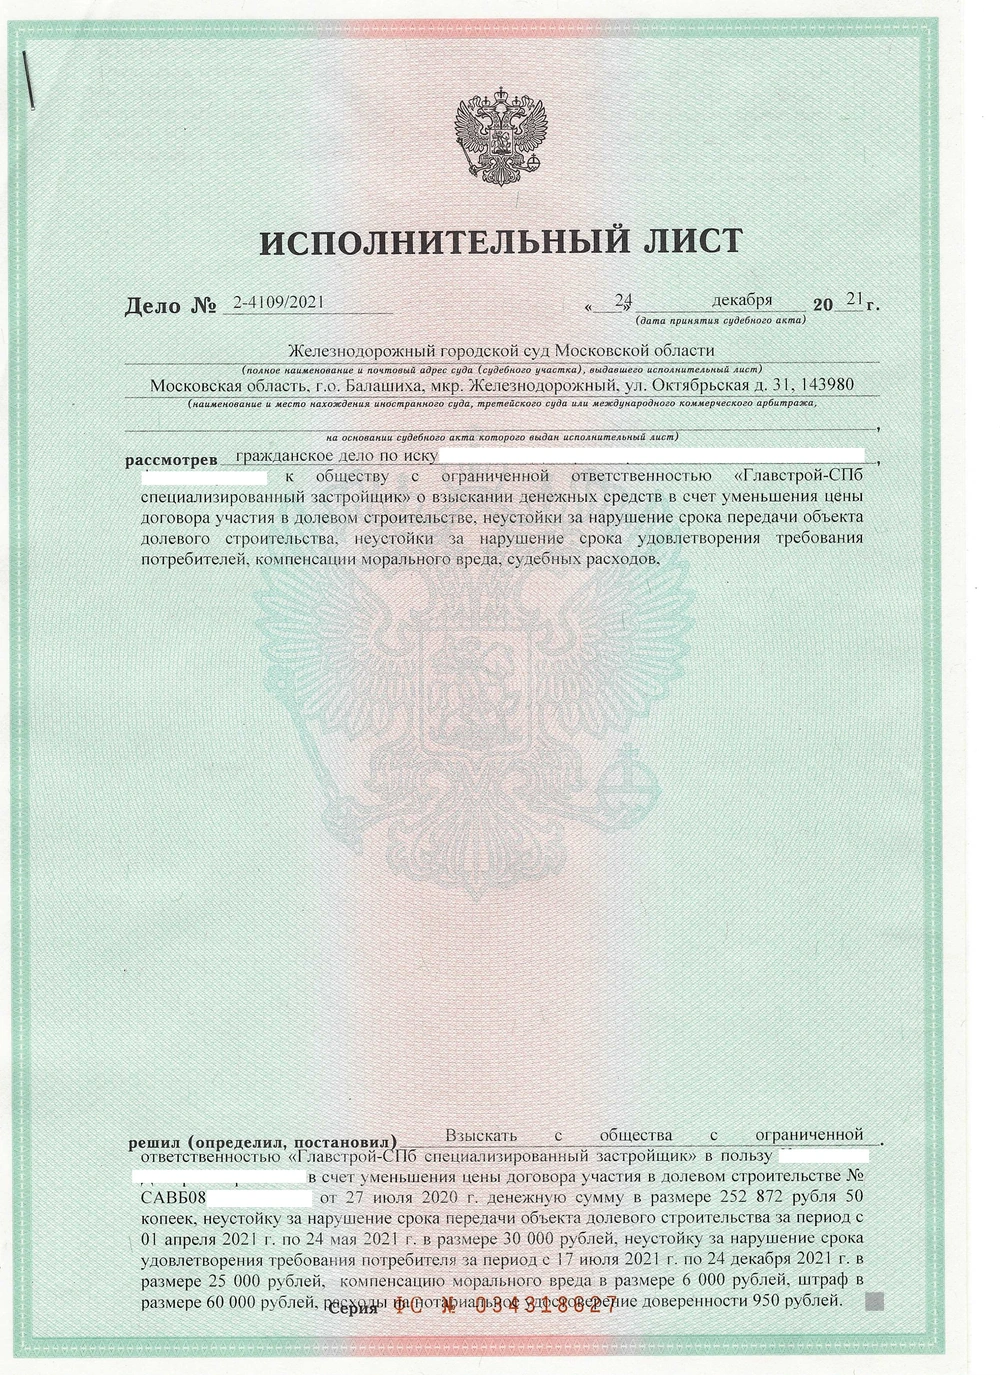 ИСПОЛНИТЕЛЬНЫЙ ЛИСТ
Дело № 2-4109/2021 « 24 » декабря 20 21 г.
(дата принятия судебного акта)
Железнодорожный городской суд Московской области
(полное наименование и почтовый адрес суда (судебного участка), выдавшего исполнительный лист)
Московская область, г.о. Балашиха, мкр. Железнодорожный, ул. Октябрьская д. 31, 143980
(наименование и место нахождения иностранного суда, третейского суда или международного коммерческого арбитража,
,
на основании судебного акта которого выдан исполнительный лист)
рассмотрев гражданское дело по иску ,
к обществу с ограниченной ответственностью «Главстрой-СПб
специализированный застройщик» о взыскании денежных средств в счет уменьшения цены
договора участия в долевом строительстве, неустойки за нарушение срока передачи объекта
долевого строительства, неустойки за нарушение срока удовлетворения требования
потребителей, компенсации морального вреда, судебных расходов,
решил (определил, постановил) Взыскать с общества с ограниченной .
ответственностью «Главстрой-СПб специализированный застройщик» в пользу
в счет уменьшения цены договора участия в долевом строительстве №
САВБ08 от 27 июля 2020 г. денежную сумму в размере 252 872 рубля 50
копеек, неустойку за нарушение срока передачи объекта долевого строительства за период с
01 апреля 2021 г. по 24 мая 2021 г. в размере 30 000 рублей, неустойку за нарушение срока
удовлетворения требования потребителя за период с 17 июля 2021 г. по 24 декабря 2021 г. в
размере 25 000 рублей, компенсацию морального вреда в размере 6 000 рублей, штраф в
размере 60 000 рублей, расходы на нотариальное удостоверение доверенности 950 рублей.
Серия ФС № 034318627